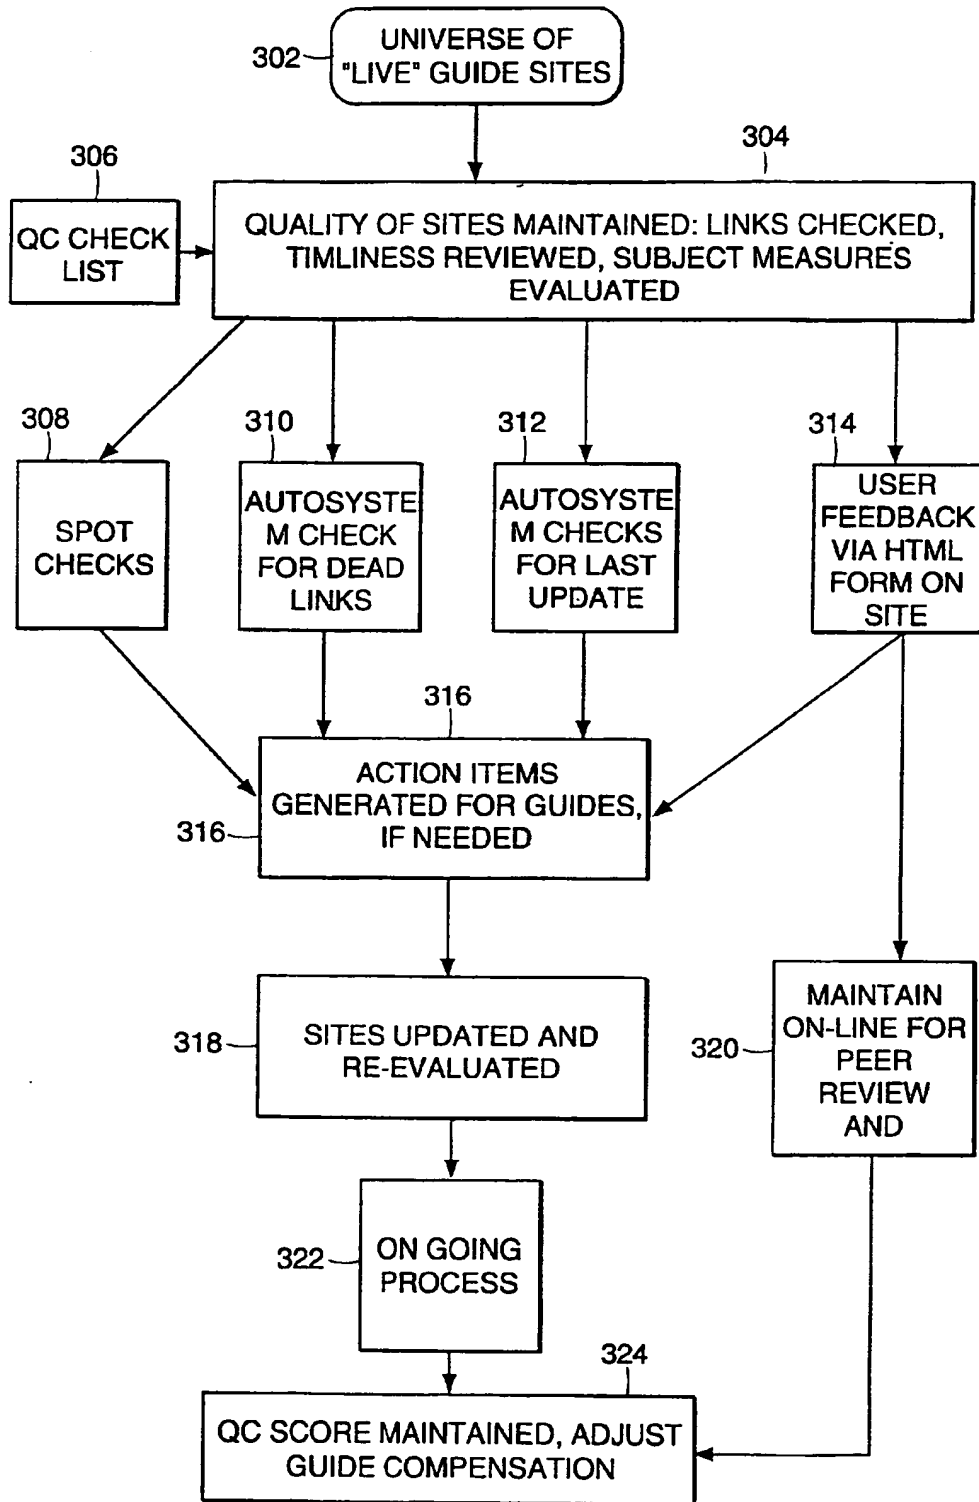 302
UNIVERSE OF
"LIVE" GUIDE SITES
304
306
QC CHECK
LIST
QUALITY OF SITES MAINTAINED: LINKS CHECKED,
TIMLINESS REVIEWED, SUBJECT MEASURES
EVALUATED
308
SPOT
CHECKS
310
AUTOSYSTE
M CHECK
FOR DEAD
LINKS
312
AUTOSYSTE
M CHECKS
FOR LAST
UPDATE
314
USER
FEEDBACK
VIA HTML
FORM ON
SITE
316
316
ACTION ITEMS
GENERATED FOR GUIDES,
IF NEEDED
318
SITES UPDATED AND
RE-EVALUATED
320
MAINTAIN
ON-LINE FOR
PEER
REVIEW
AND
322
ON GOING
PROCESS
324
QC SCORE MAINTAINED, ADJUST
GUIDE COMPENSATION